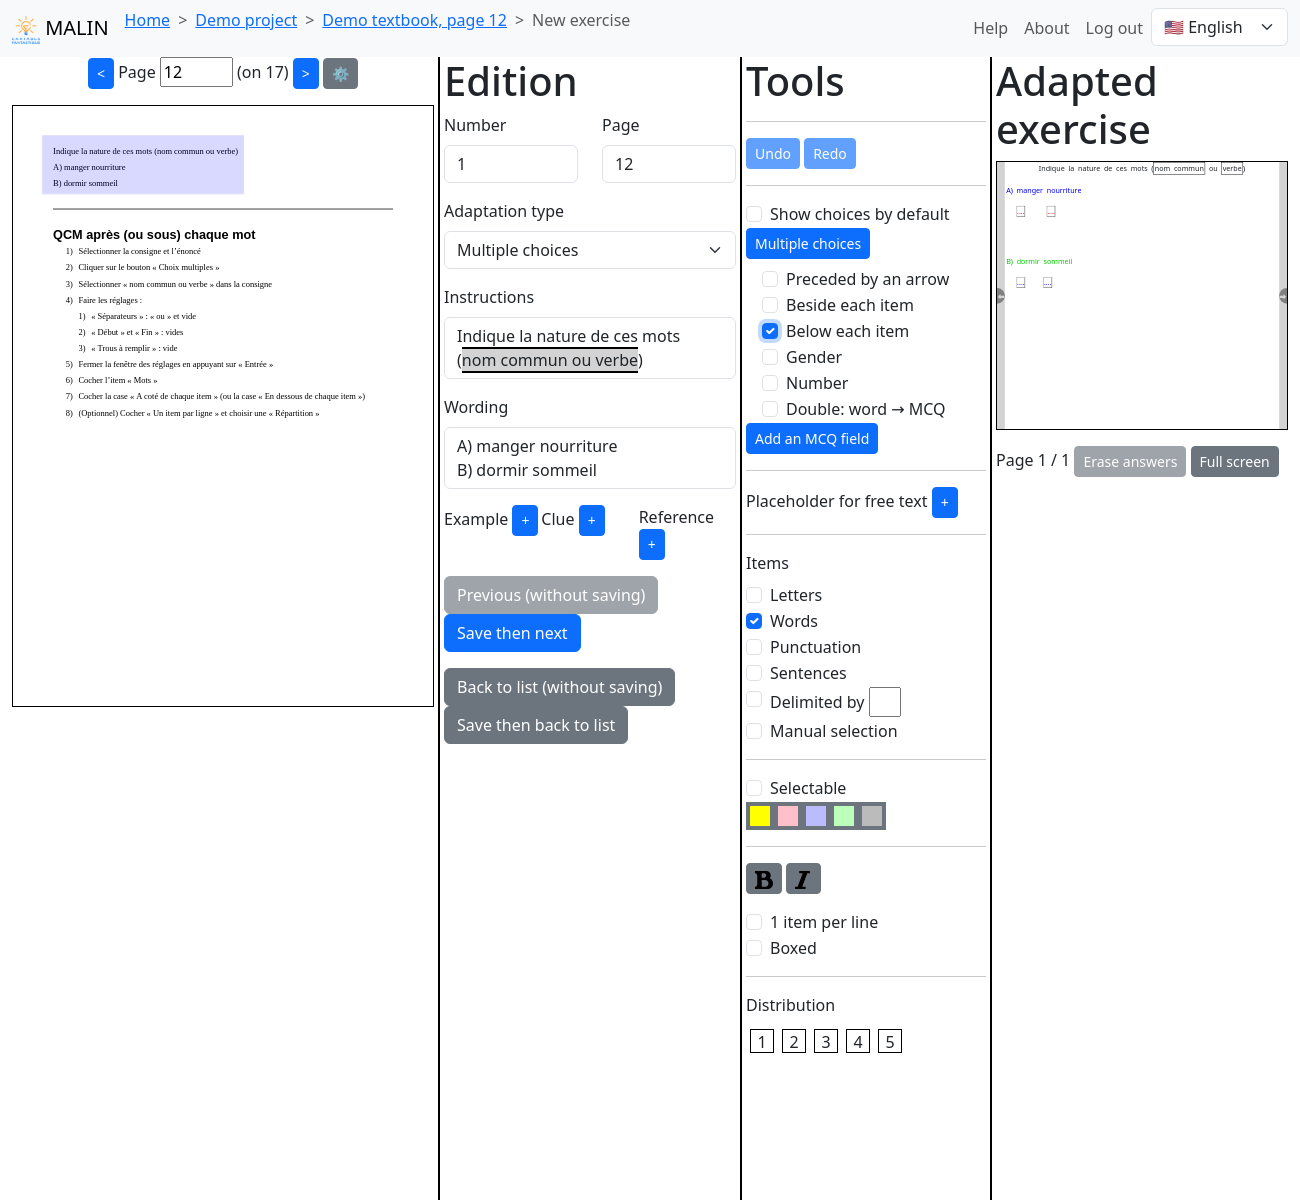 MALIN Home > Demo project > Demo textbook, page 12 > New exercise Help About Log out 🇺🇸 English
< Page 12 (on 17) > ⚙️
Indique la nature de ces mots (nom commun ou verbe)
A) manger nourriture
B) dormir sommeil
QCM après (ou sous) chaque mot
1) Sélectionner la consigne et l'énoncé
2) Cliquer sur le bouton « Choix multiples »
3) Sélectionner « nom commun ou verbe » dans la consigne
4) Faire les réglages :
1) « Séparateurs » : « ou » et vide
2) « Début » et « Fin » : vides
3) « Trous à remplir » : vide
5) Fermer la fenêtre des réglages en appuyant sur « Entrée »
6) Cocher l'item « Mots »
7) Cocher la case « A coté de chaque item » (ou la case « En dessous de chaque item »)
8) (Optionnel) Cocher « Un item par ligne » et choisir une « Répartition »
Edition
Number Page
1 12
Adaptation type
Multiple choices
Instructions
Indique la nature de ces mots
(nom commun ou verbe)
Wording
A) manger nourriture
B) dormir sommeil
Example + Clue + Reference
+
Previous (without saving)
Save then next
Back to list (without saving)
Save then back to list
Tools
Undo Redo
Show choices by default
Multiple choices
Preceded by an arrow
Beside each item
Below each item
Gender
Number
Double: word → MCQ
Add an MCQ field
Placeholder for free text +
Items
Letters
Words
Punctuation
Sentences
Delimited by
Manual selection
Selectable
B I
1 item per line
Boxed
Distribution
1 2 3 4 5
Adapted
exercise
Indique la nature de ces mots (nom commun ou verbe)
A) manger nourriture
... ...
B) dormir sommeil
... ...
Page 1 / 1 Erase answers Full screen